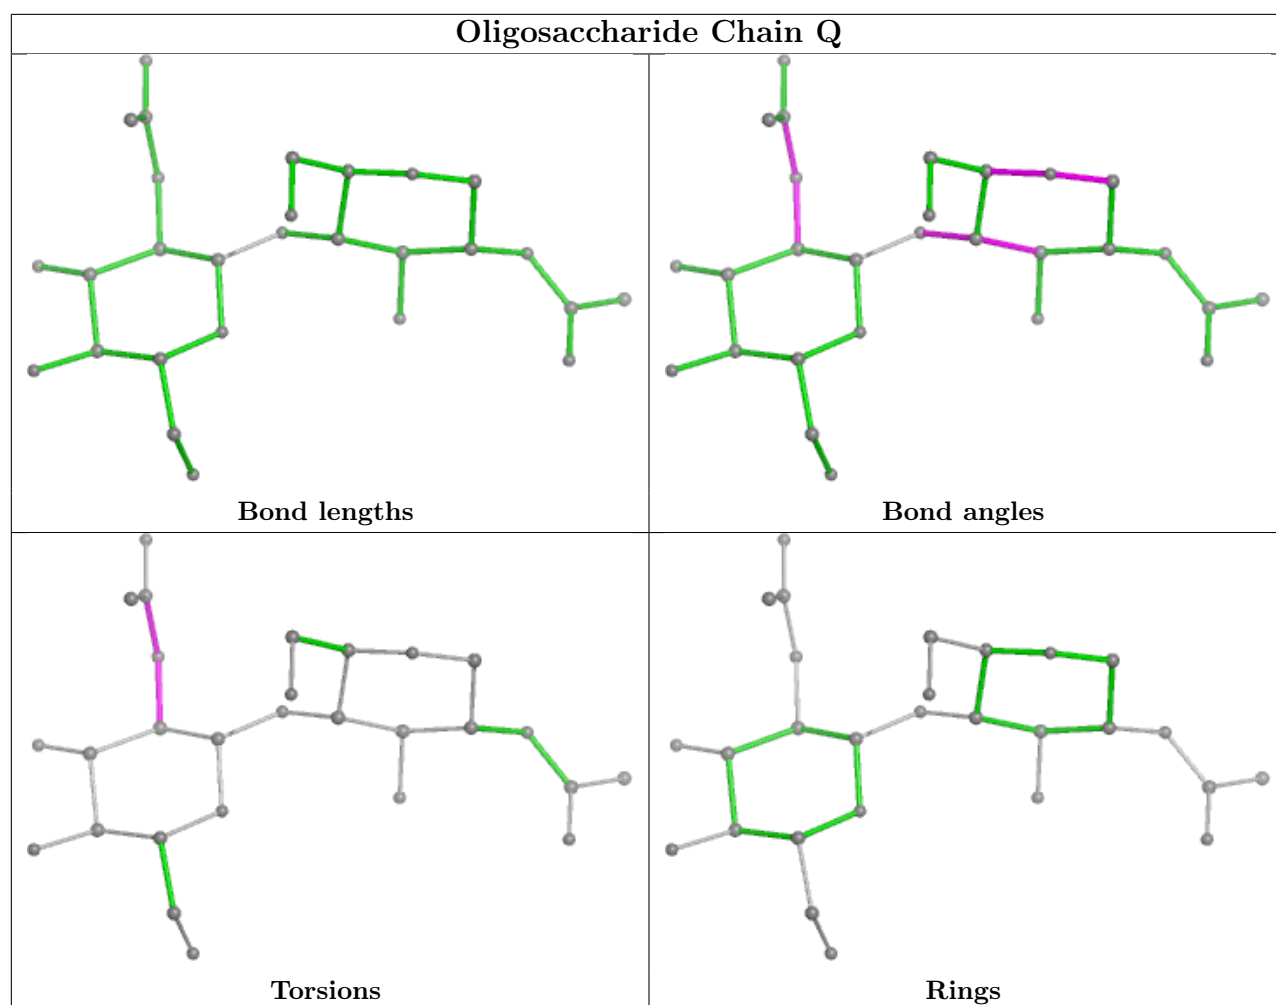 Oligosaccharide Chain Q
Bond lengths
Bond angles
Torsions
Rings